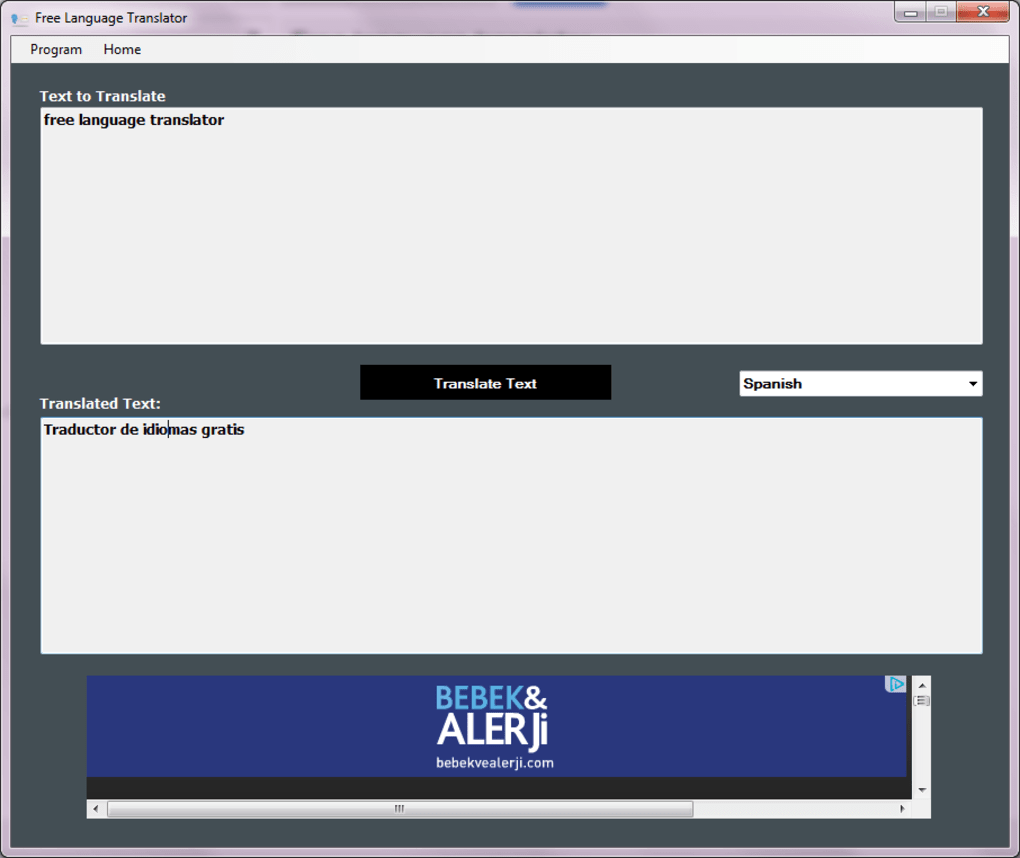 Free Language Translator
Program Home
Text to Translate
free language translator
Translate Text
Spanish
Translated Text:
Traductor de idiomas gratis
BEBEK&
ALERJi
bebekvealerji.com